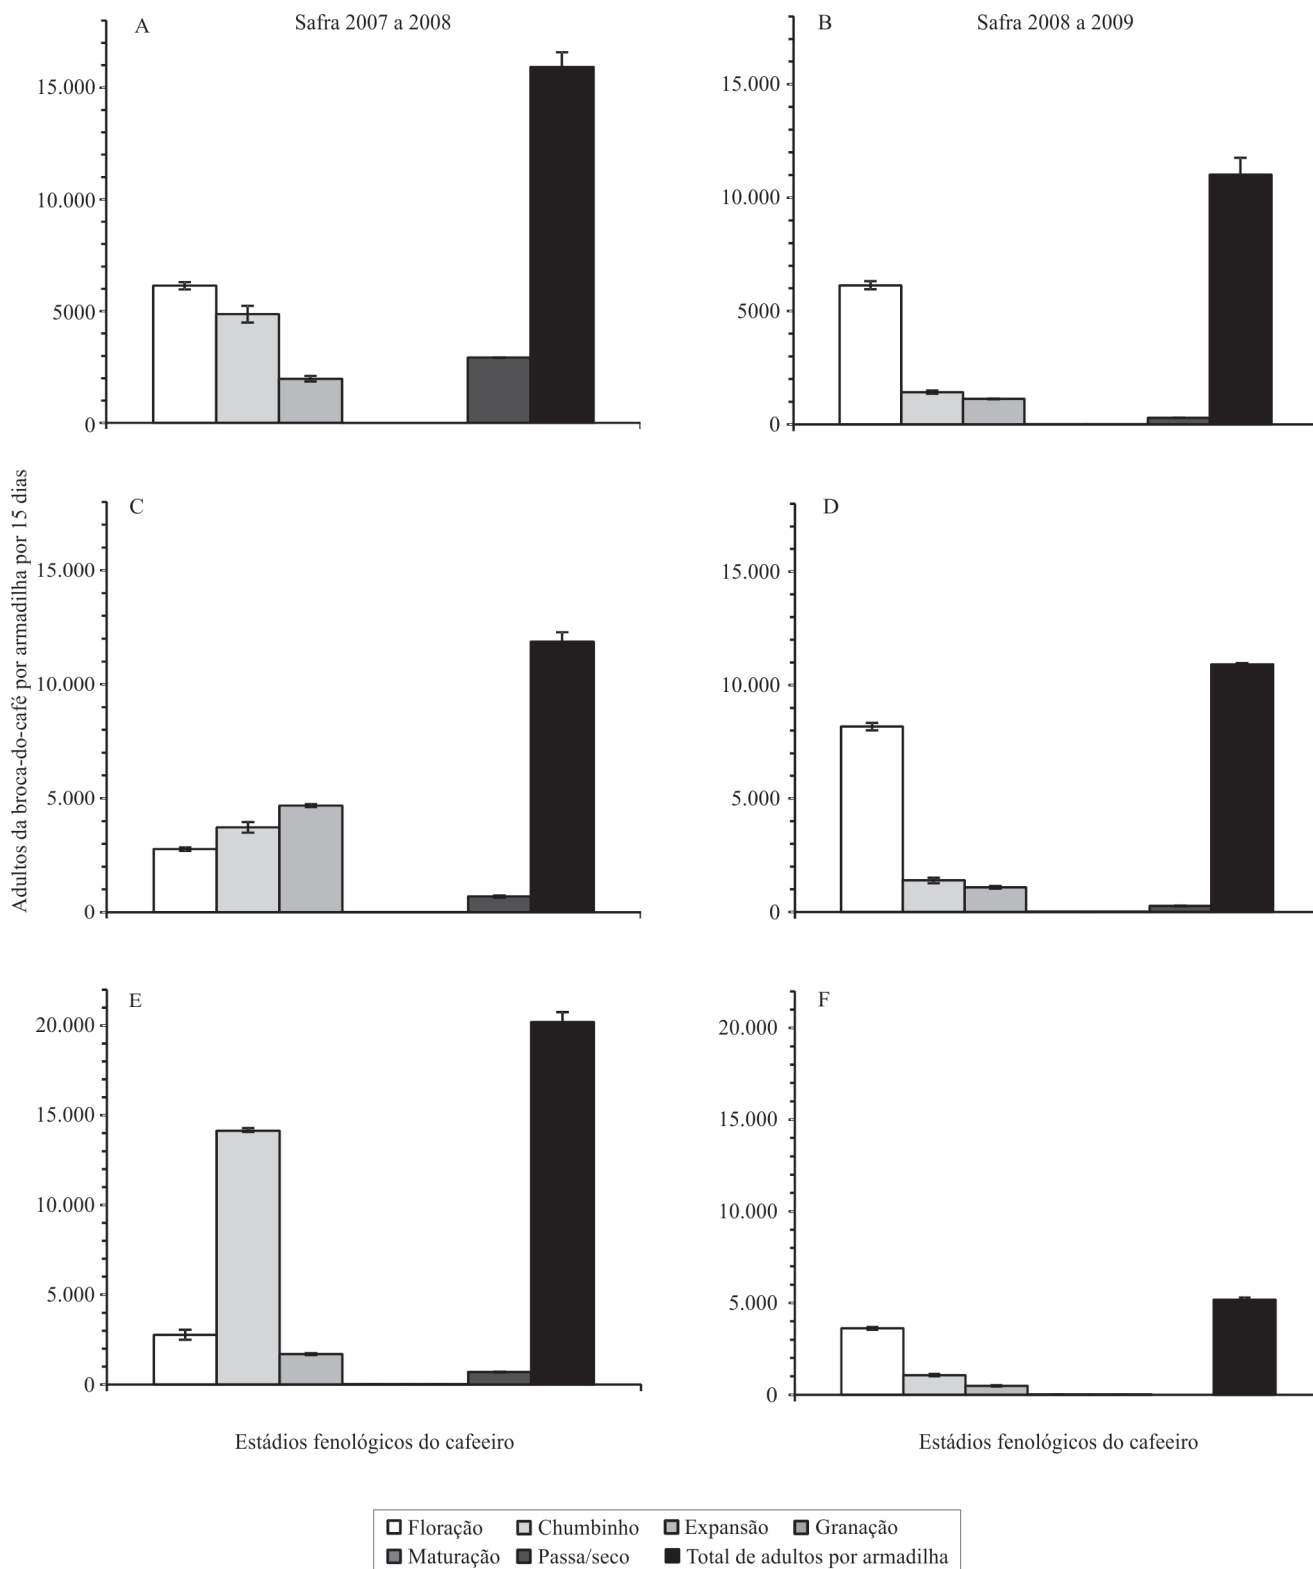 A
Safra 2007 a 2008
15.000
10.000
5000
0
B
Safra 2008 a 2009
15.000
10.000
5000
0
Adultos da broca-do-café por armadilha por 15 dias
C
15.000
10.000
5.000
0
D
15.000
10.000
5.000
0
E
20.000
15.000
10.000
5.000
0
F
20.000
15.000
10.000
5.000
0
Estádios fenológicos do cafeeiro
Estádios fenológicos do cafeeiro
Floração Chumbinho Expansão Granação
Maturação Passa/seco Total de adultos por armadilha